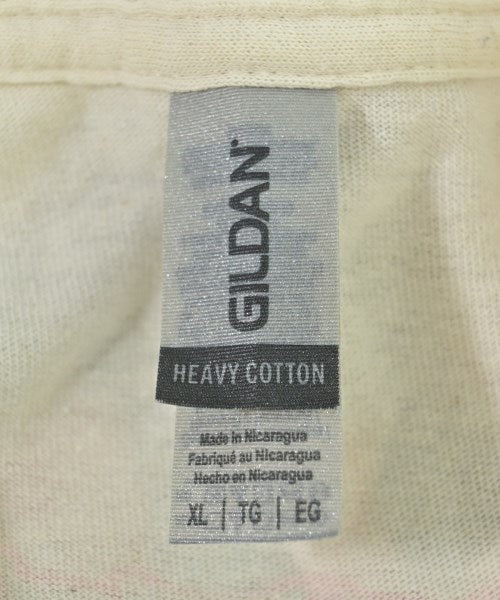 GILDAN
HEAVY COTTON
Made in Nicaragua
Fabriqué au Nicaragua
Hecho en Nicaragua
XL | TG | EG